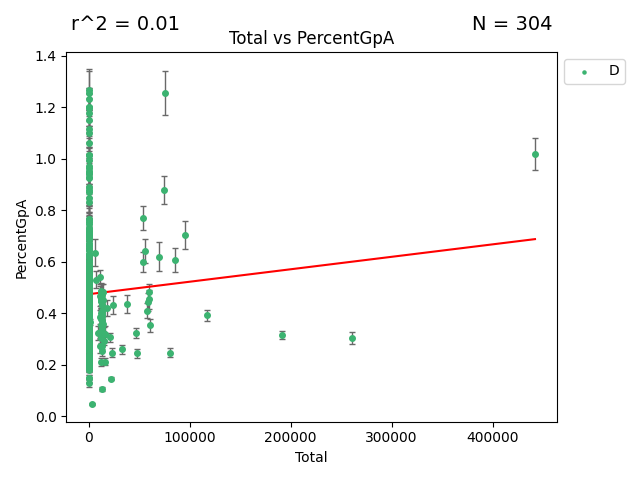 r^2 = 0.01
N = 304
Total vs PercentGpA
D
1.4
1.2
1.0
0.8
0.6
0.4
0.2
0.0
PercentGpA
0
100000
200000
300000
400000
Total